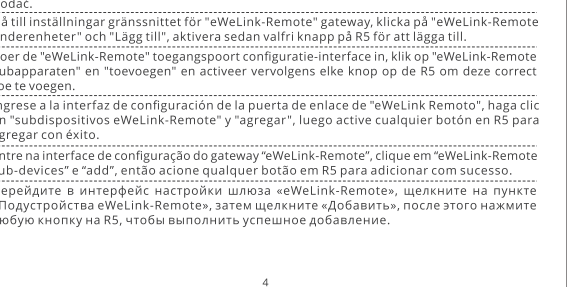 odać.
å till inställningar gränssnittet för "eWeLink-Remote" gateway, klicka på "eWeLink-Remote
nderenheter" och "Lägg till", aktivera sedan valfri knapp på R5 för att lägga till.
oer de "eWeLink-Remote" toegangspoort configuratie-interface in, klik op "eWeLink-Remote
ubapparaten" en "toevoegen" en activeer vervolgens elke knop op de R5 om deze correct
oe te voegen.
ngrese a la interfaz de configuración de la puerta de enlace de "eWeLink Remoto", haga clic
n "subdispositivos eWeLink-Remote" y "agregar", luego active cualquier botón en R5 para
gregar con éxito.
ntre na interface de configuração do gateway “eWeLink-Remote”, clique em “eWeLink-Remote
ub-devices” e “add”, então acione qualquer botão em R5 para adicionar com sucesso.
ерейдите в интерфейс настройки шлюза «eWeLink-Remote», щелкните на пункте
Подустройства eWeLink-Remote», затем щелкните «Добавить», после этого нажмите
юбую кнопку на R5, чтобы выполнить успешное добавление.
4